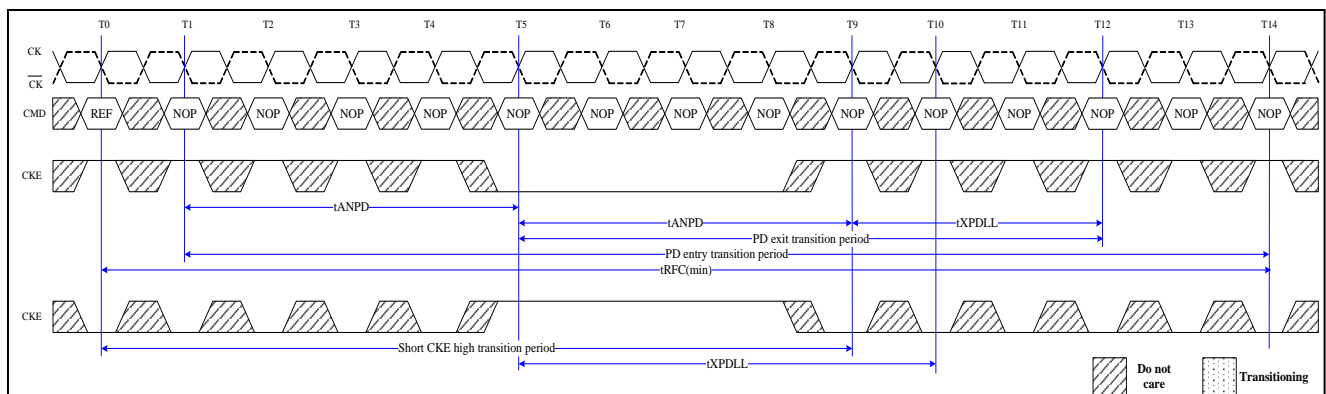 T0 T1 T2 T3 T4 T5 T6 T7 T8 T9 T10 T11 T12 T13 T14
CK
CK
CMD REF NOP NOP NOP NOP NOP NOP NOP NOP NOP NOP NOP NOP NOP NOP
CKE
tANPD
tANPD tXPDLL
PD exit transition period
PD entry transition period
tRFC(min)
CKE
Short CKE high transition period
tXPDLL
Do not
care
Transitioning